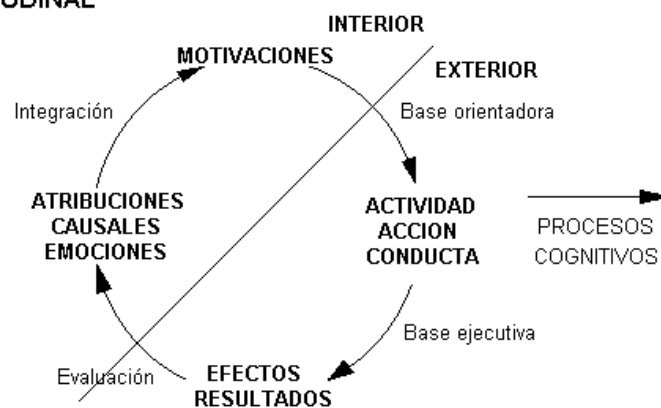 INTERIOR
MOTIVACIONES
EXTERIOR
Integración
Base orientadora
ATRIBUCIONES
CAUSALES
EMOCIONES
ACTIVIDAD
ACCION
CONDUCTA
PROCESOS
COGNITIVOS
Base ejecutiva
Evaluación
EFECTOS
RESULTADOS